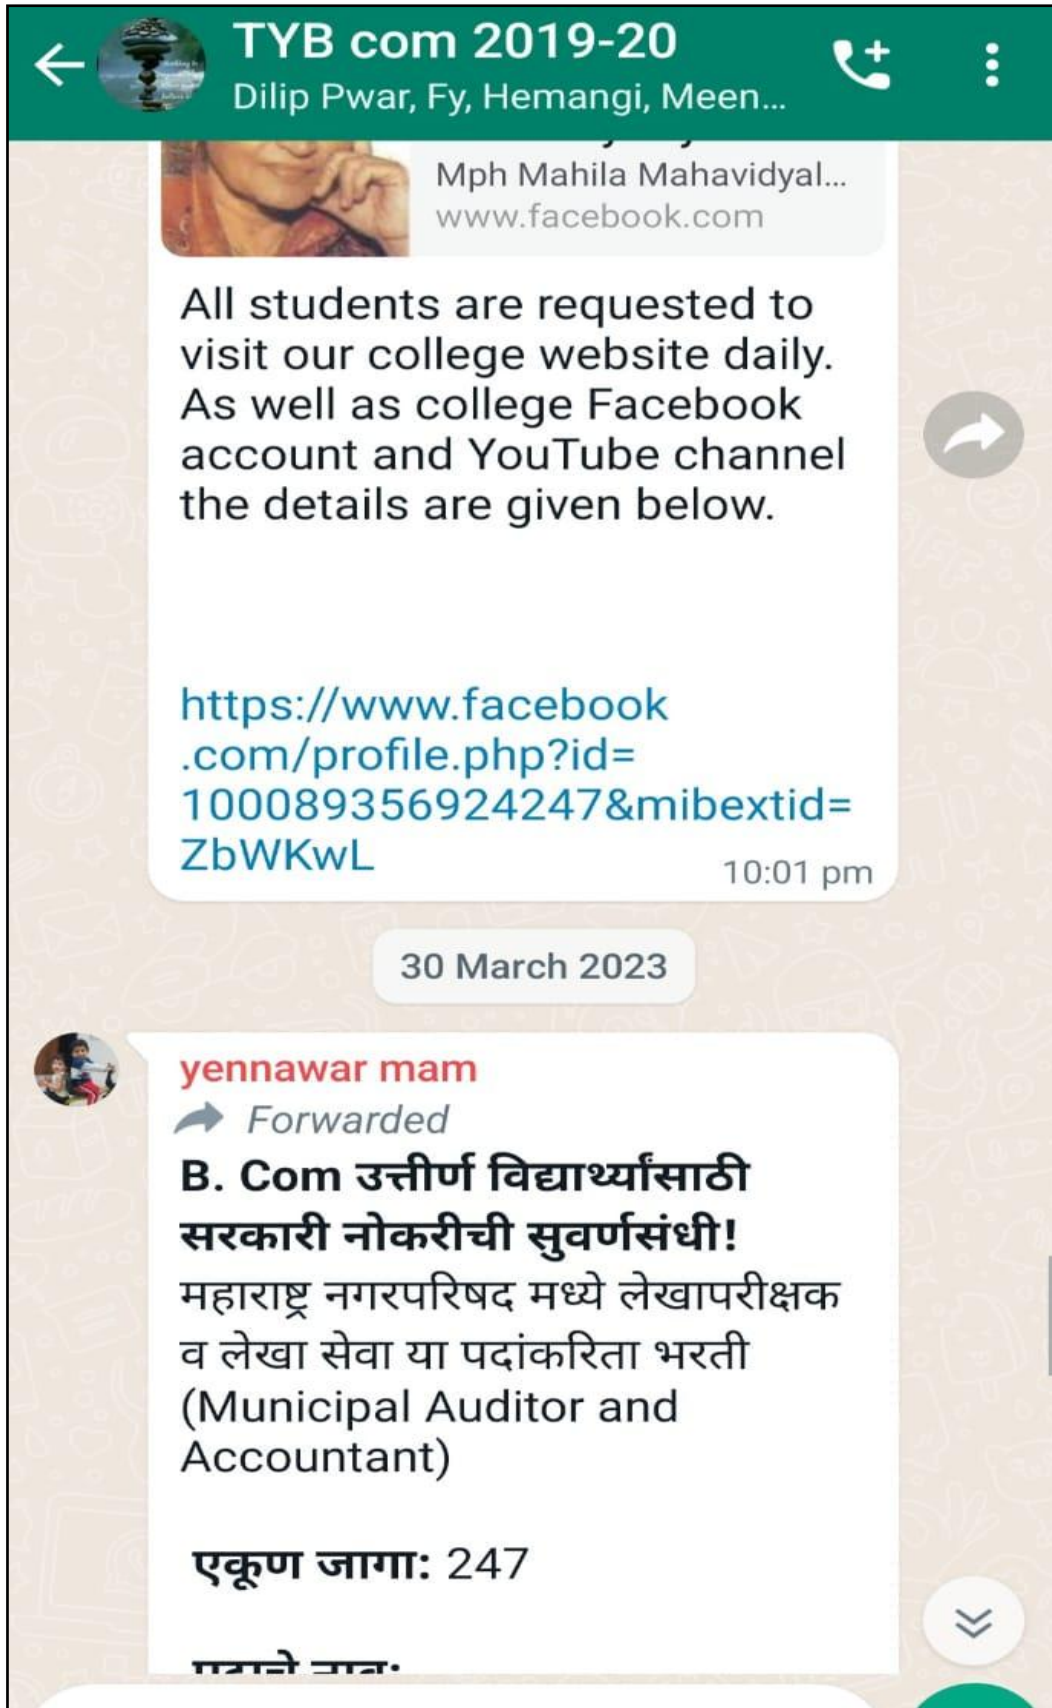 TYB com 2019-20
Dilip Pwar, Fy, Hemangi, Meen...
Mph Mahila Mahavidyal...
www.facebook.com
All students are requested to
visit our college website daily.
As well as college Facebook
account and YouTube channel
the details are given below.
https://www.facebook
.com/profile.php?id=
100089356924247&mibextid=
ZbWKwL
10:01 pm
30 March 2023
yennawar mam
Forwarded
B. Com उत्तीर्ण विद्यार्थ्यांसाठी
सरकारी नोकरीची सुवर्णसंधी!
महाराष्ट्र नगरपरिषद मध्ये लेखापरीक्षक
व लेखा सेवा या पदांकरिता भरती
(Municipal Auditor and
Accountant)
एकूण जागा: 247